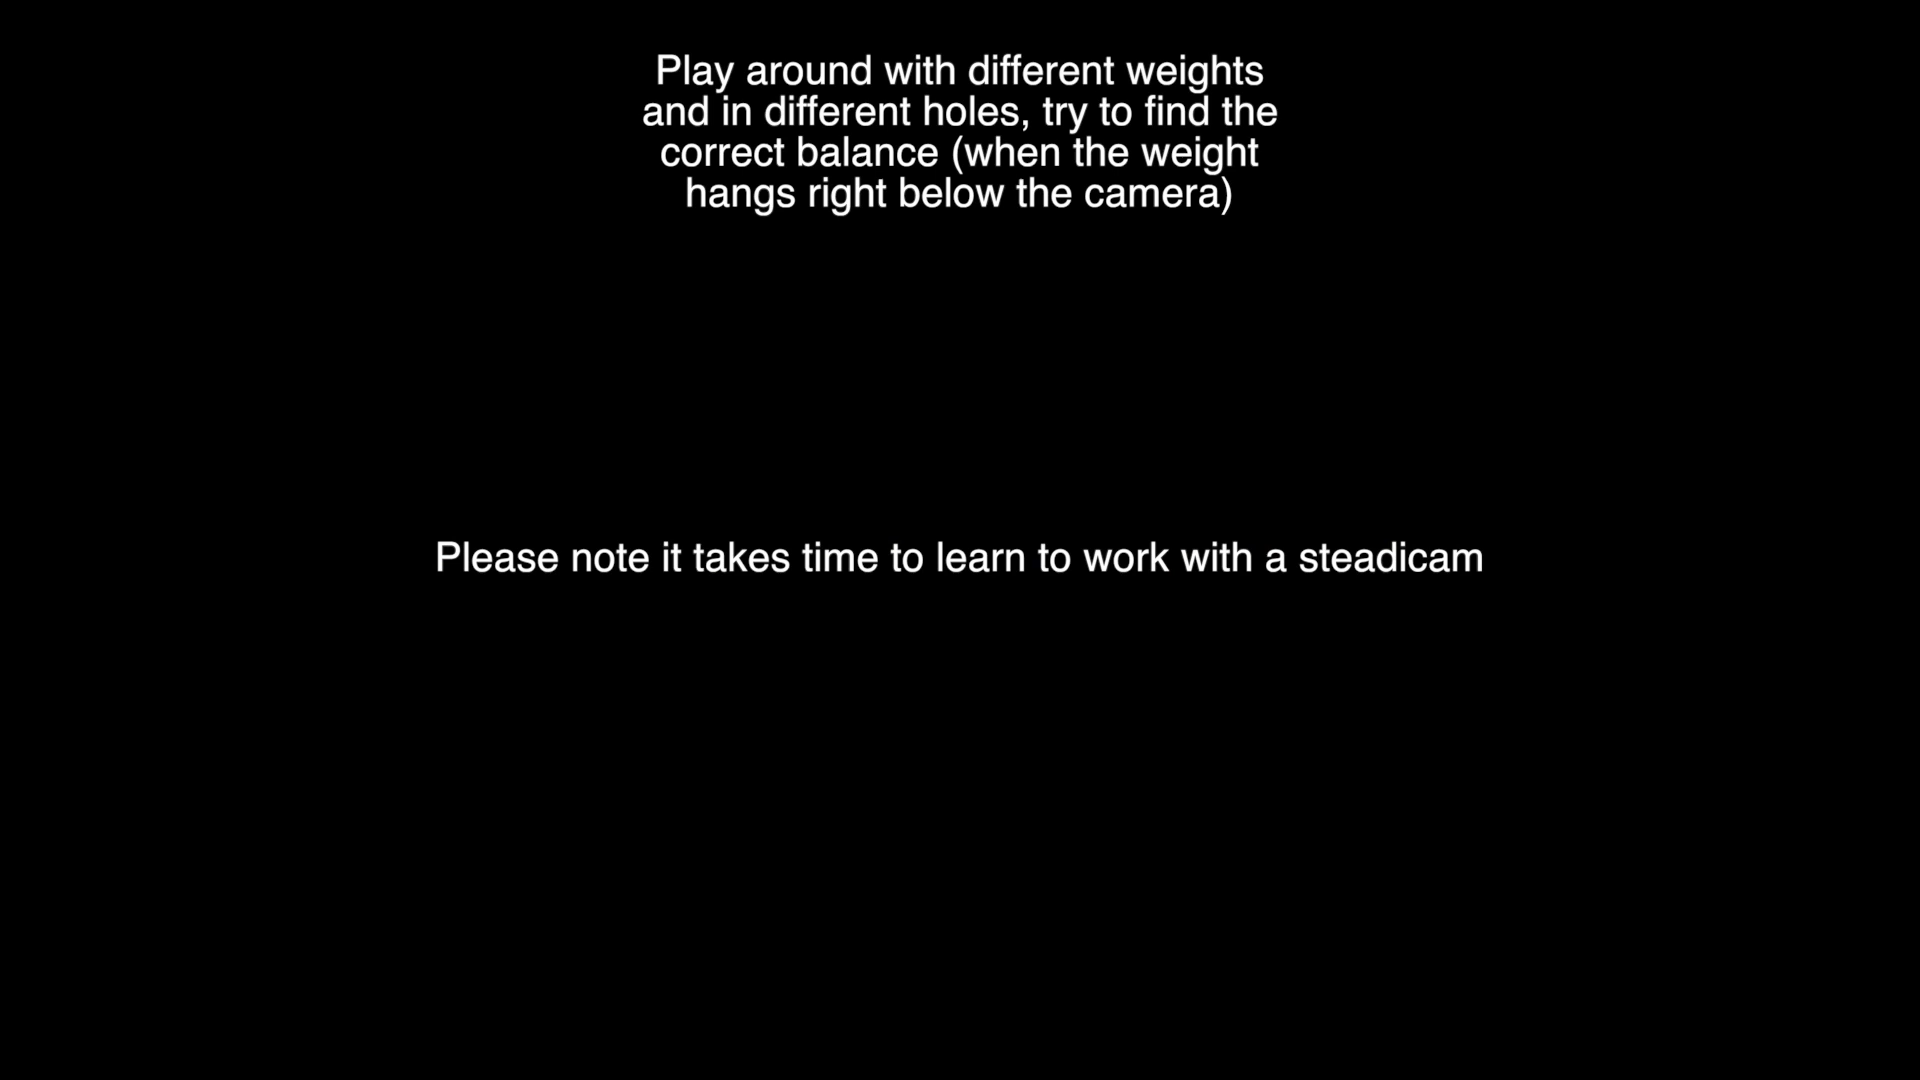 Play around with different weights
and in different holes, try to find the
correct balance (when the weight
hangs right below the camera)
Please note it takes time to learn to work with a steadicam